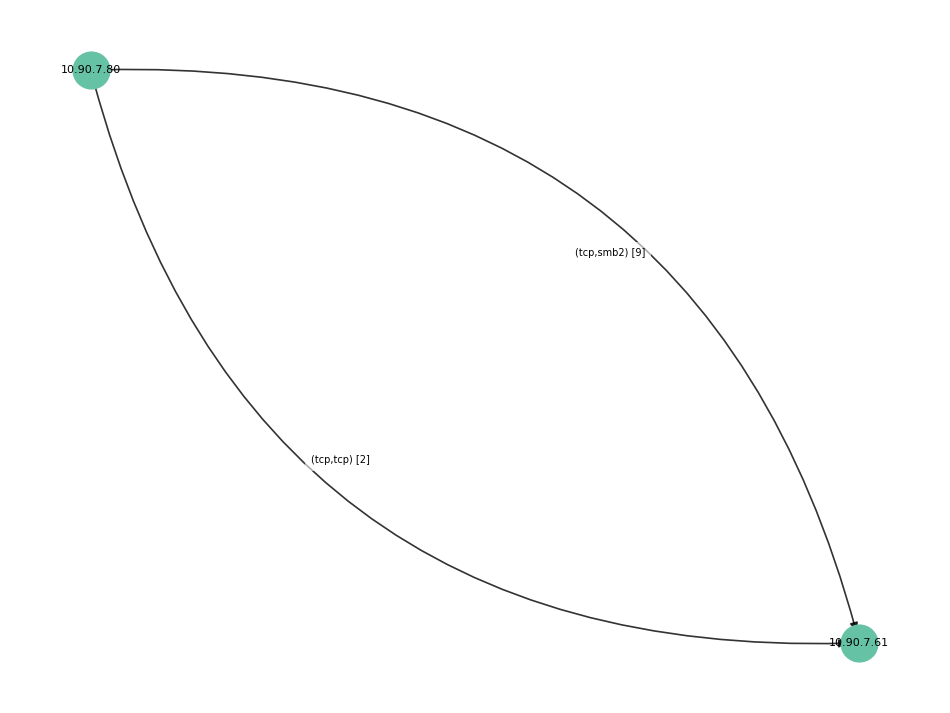 10.90.7.80
(tcp,smb2) [9]
(tcp,tcp) [2]
10.90.7.61